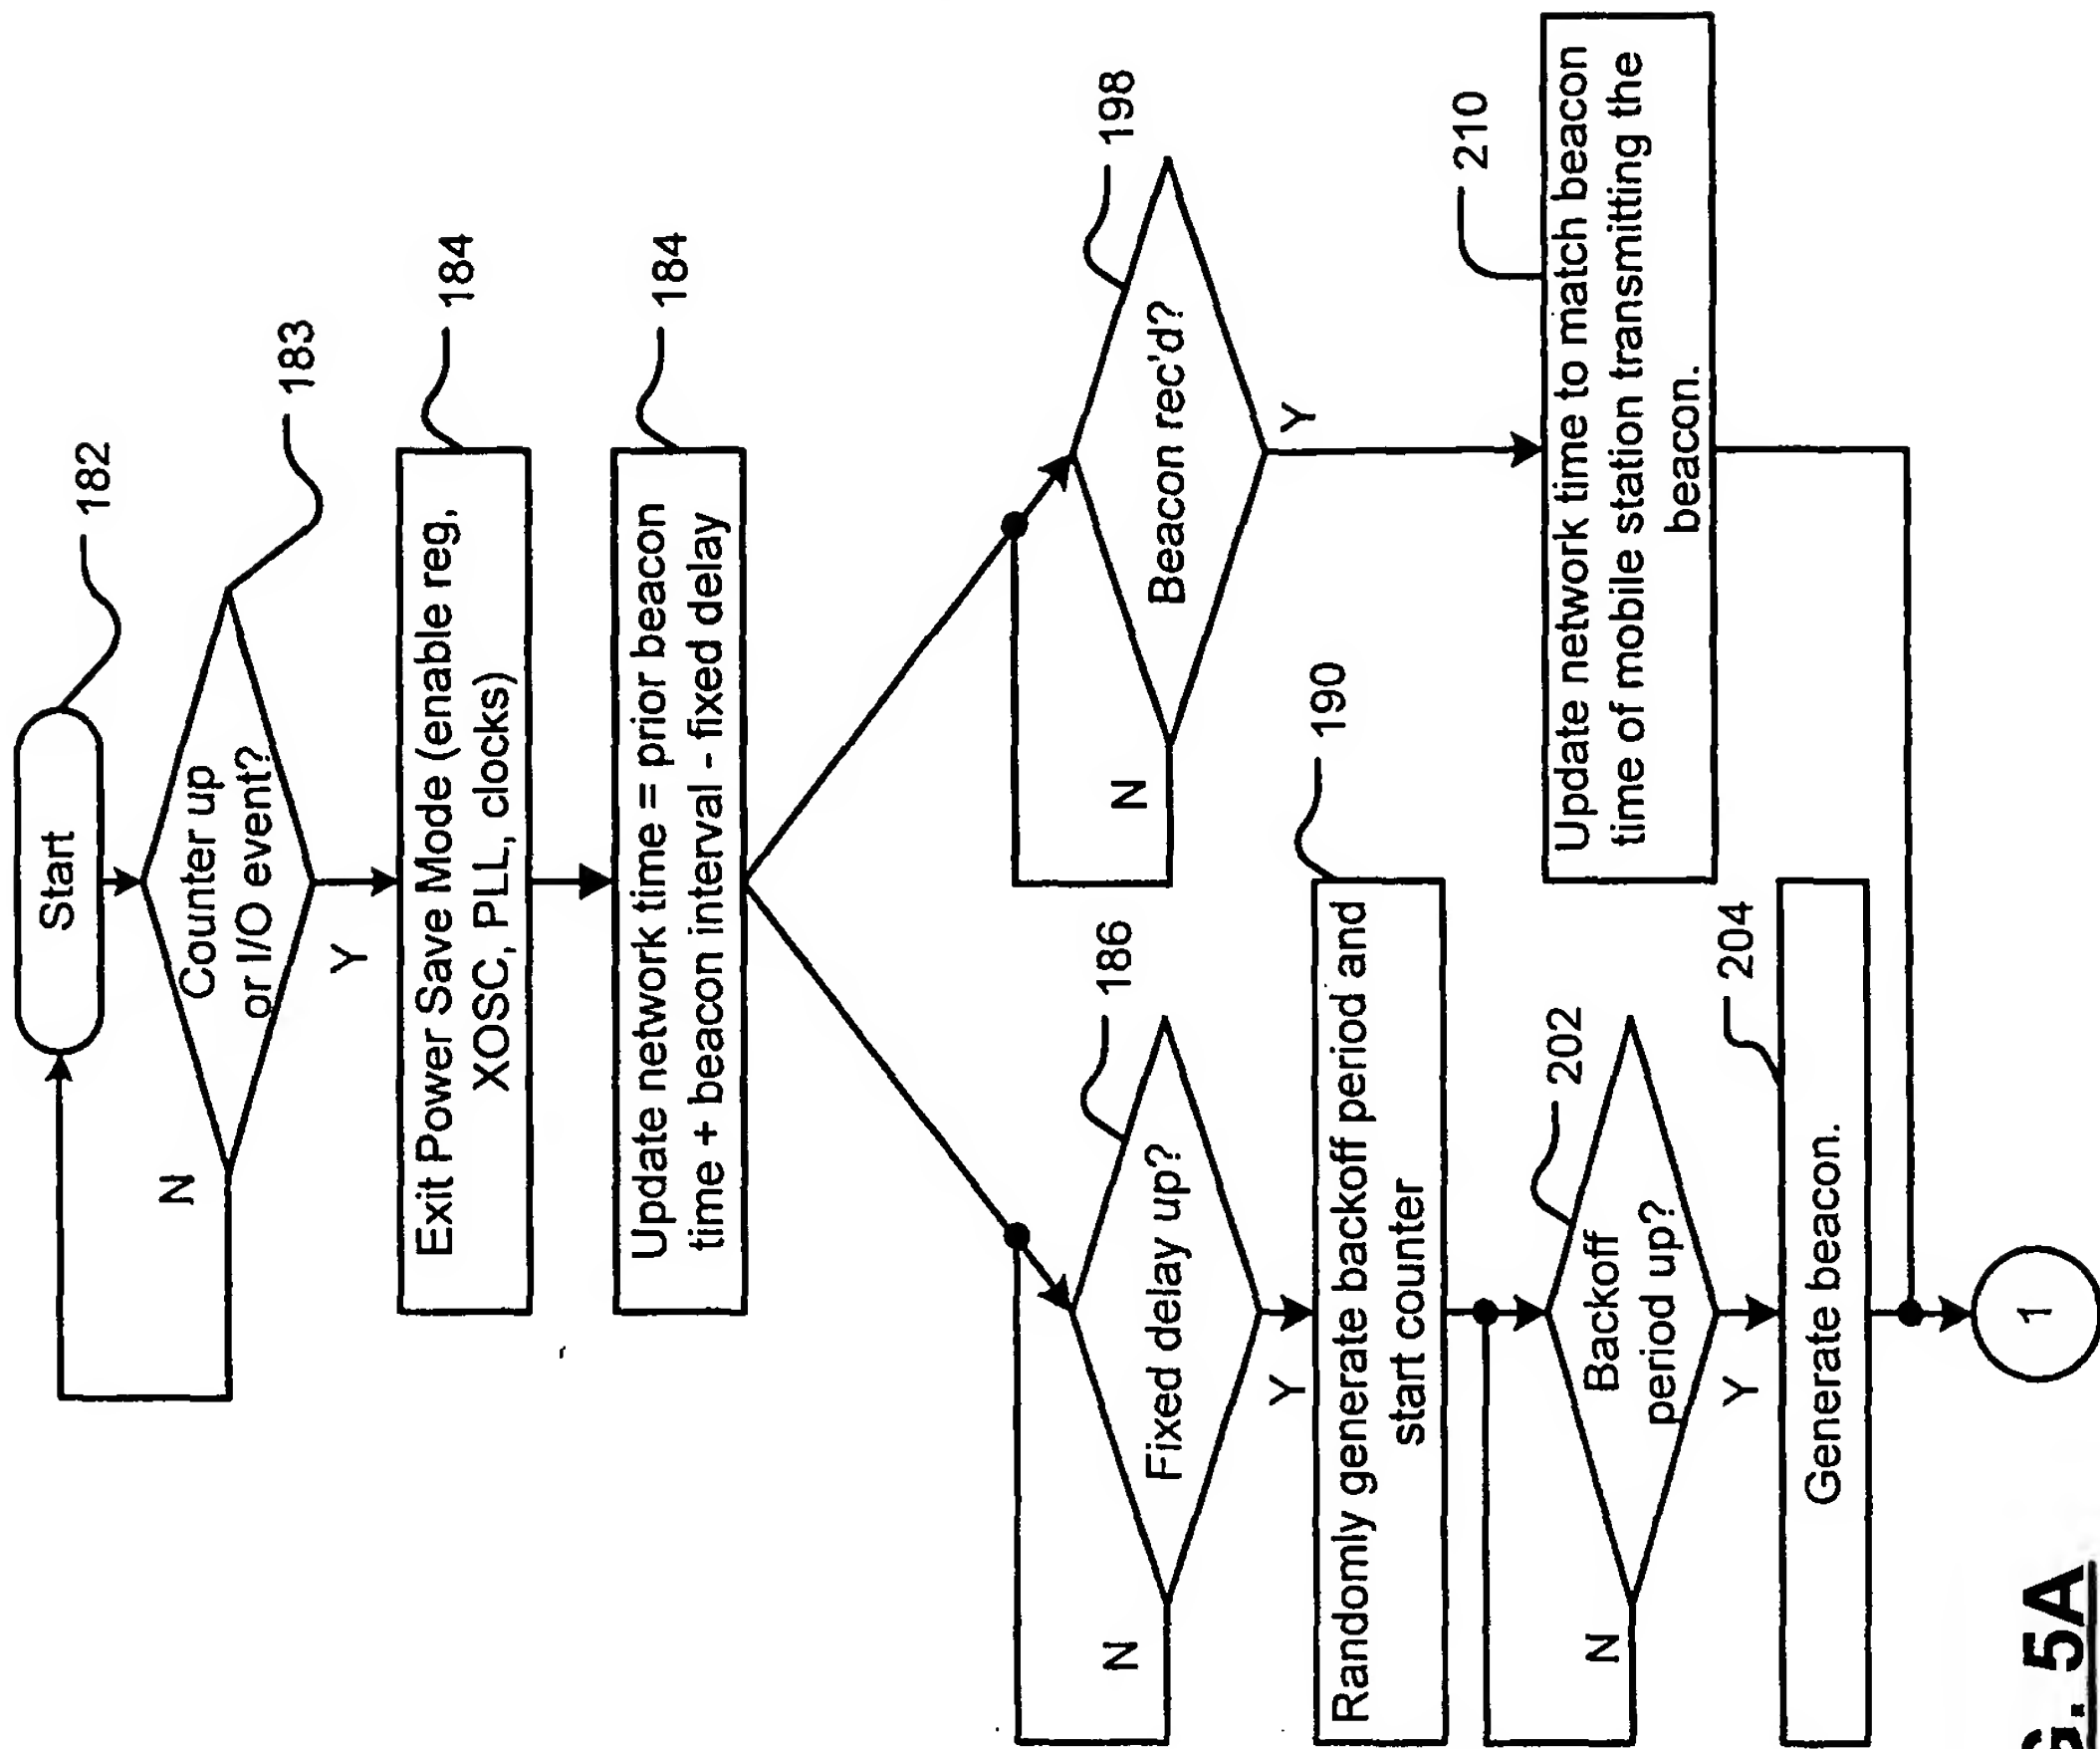 Start
182
Counter up
or I/O event?
183
N
Y
Exit Power Save Mode (enable reg,
XOSC, PLL, clocks)
184
Update network time = prior beacon
time + beacon interval - fixed delay
184
Fixed delay up?
186
N
Y
Beacon rec'd?
198
N
Y
Randomly generate backoff period and
start counter
190
Backoff
period up?
202
N
Y
Update network time to match beacon
time of mobile station transmitting the
beacon.
210
Generate beacon.
204
1
G. 5A